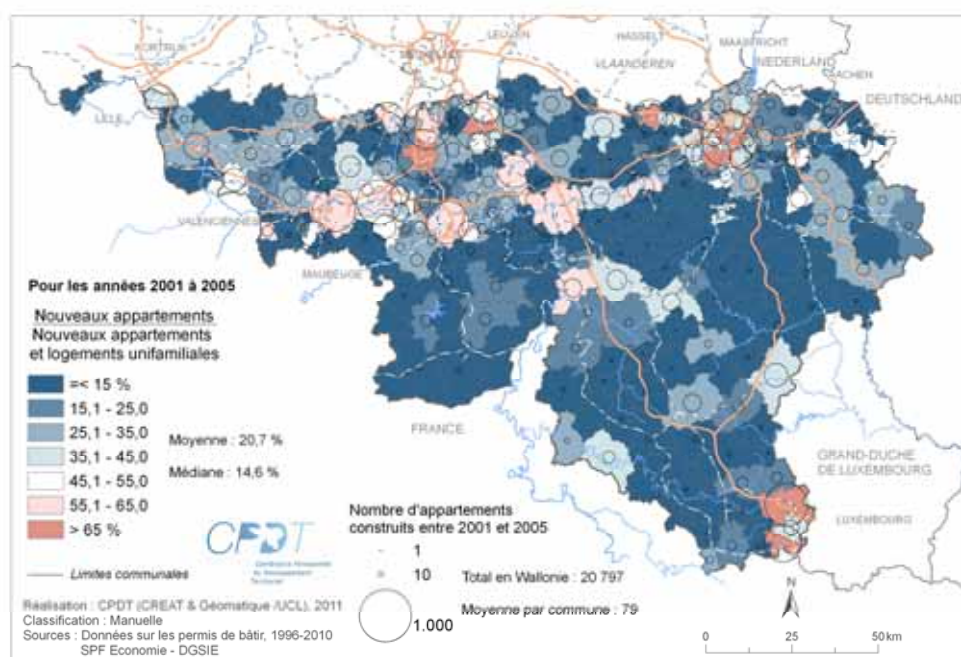 KORTRIJK
LEUVEN
HASSELT
MAASTRICHT
VLAANDEREN
NEDERLAND
AACHEN
DEUTSCHLAND
LILLE
VALENCIENNES
MAUBEUGE
Pour les années 2001 à 2005
Nouveaux appartements
Nouveaux logements appartements
et logements unifamiliales
=< 15 %
15,1 - 25,0
25,1 - 35,0
35,1 - 45,0
45,1 - 55,0
55,1 - 65,0
> 65 %
Moyenne : 20,7 %
Médiane : 14,6 %
FRANCE
GRAND-DUCHE
DE LUXEMBOURG
LUXEMBOURG
CPDT
Nombre d'appartements
construits entre 2001 et 2005
1
10
1.000
Total en Wallonie : 20 797
Moyenne par commune : 79
Limites communales
Réalisation : CPDT (CREAT & Géomatique /UCL), 2011
Classification : Manuelle
Sources : Données sur les permis de bâtir, 1996-2010
SPF Economie - DGSIE
N
0 25 50 km